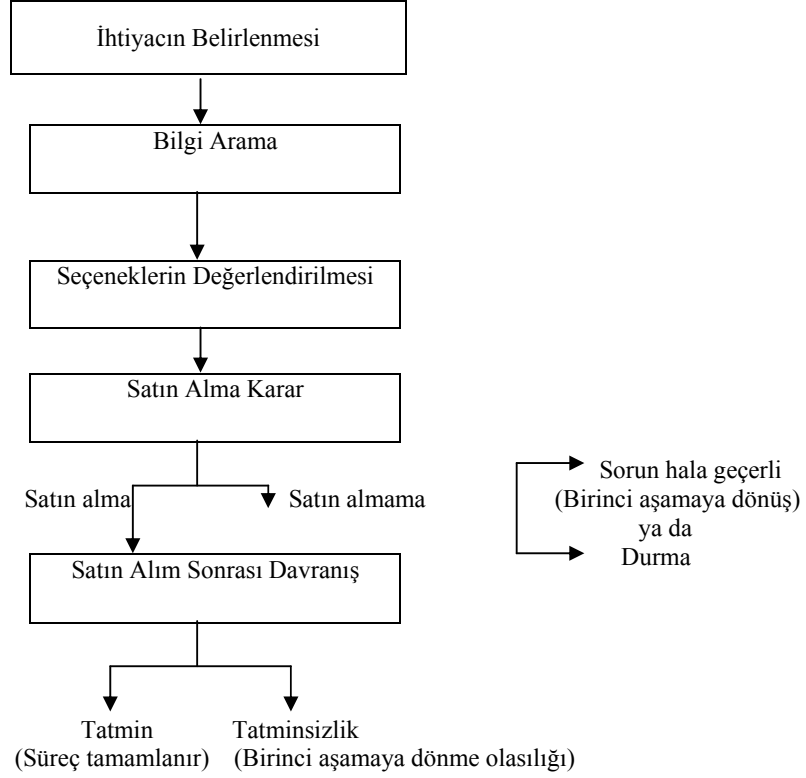 İhtiyacın Belirlenmesi
Bilgi Arama
Seçeneklerin Değerlendirilmesi
Satın Alma Karar
Satın alma
Satın almama
Sorun hala geçerli
(Birinci aşamaya dönüş)
ya da
Durma
Satın Alım Sonrası Davranış
Tatmin
(Süreç tamamlanır)
Tatminsizlik
(Birinci aşamaya dönme olasılığı)